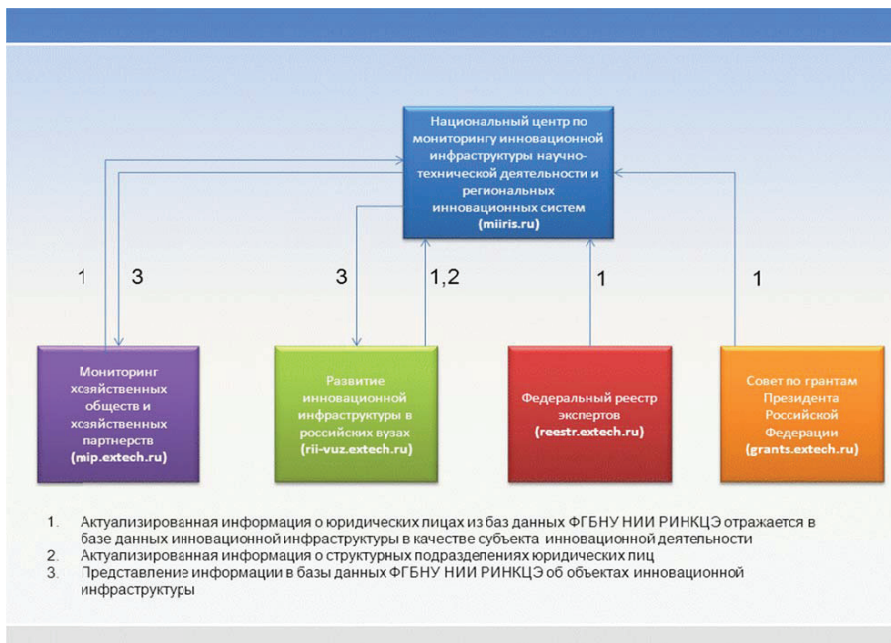 Национальный центр по
мониторингу инновационной
инфраструктуры научно-
технической деятельности и
региональных
инновационных систем
(miiris.ru)
1
3
3
1,2
1
1
Мониторинг
хозяйственных
обществ и
хозяйственных
партнерств
(mip.extech.ru)
Развитие
инновационной
инфраструктуры в
российских вузах
(rii-vuz.extech.ru)
Федеральный реестр
экспертов
(reestr.extech.ru)
Совет по грантам
Президента
Российской
Федерации
(grants.extech.ru)
1. Актуализированная информация о юридических лицах из баз данных ФГБНУ НИИ РИНКЦЭ отражается в
базе данных инновационной инфраструктуры в качестве субъекта инновационной деятельности
2. Актуализированная информация о структурных подразделениях юридических лиц
3. Представление информации в базы данных ФГБНУ НИИ РИНКЦЭ об объектах инновационной
инфраструктуры